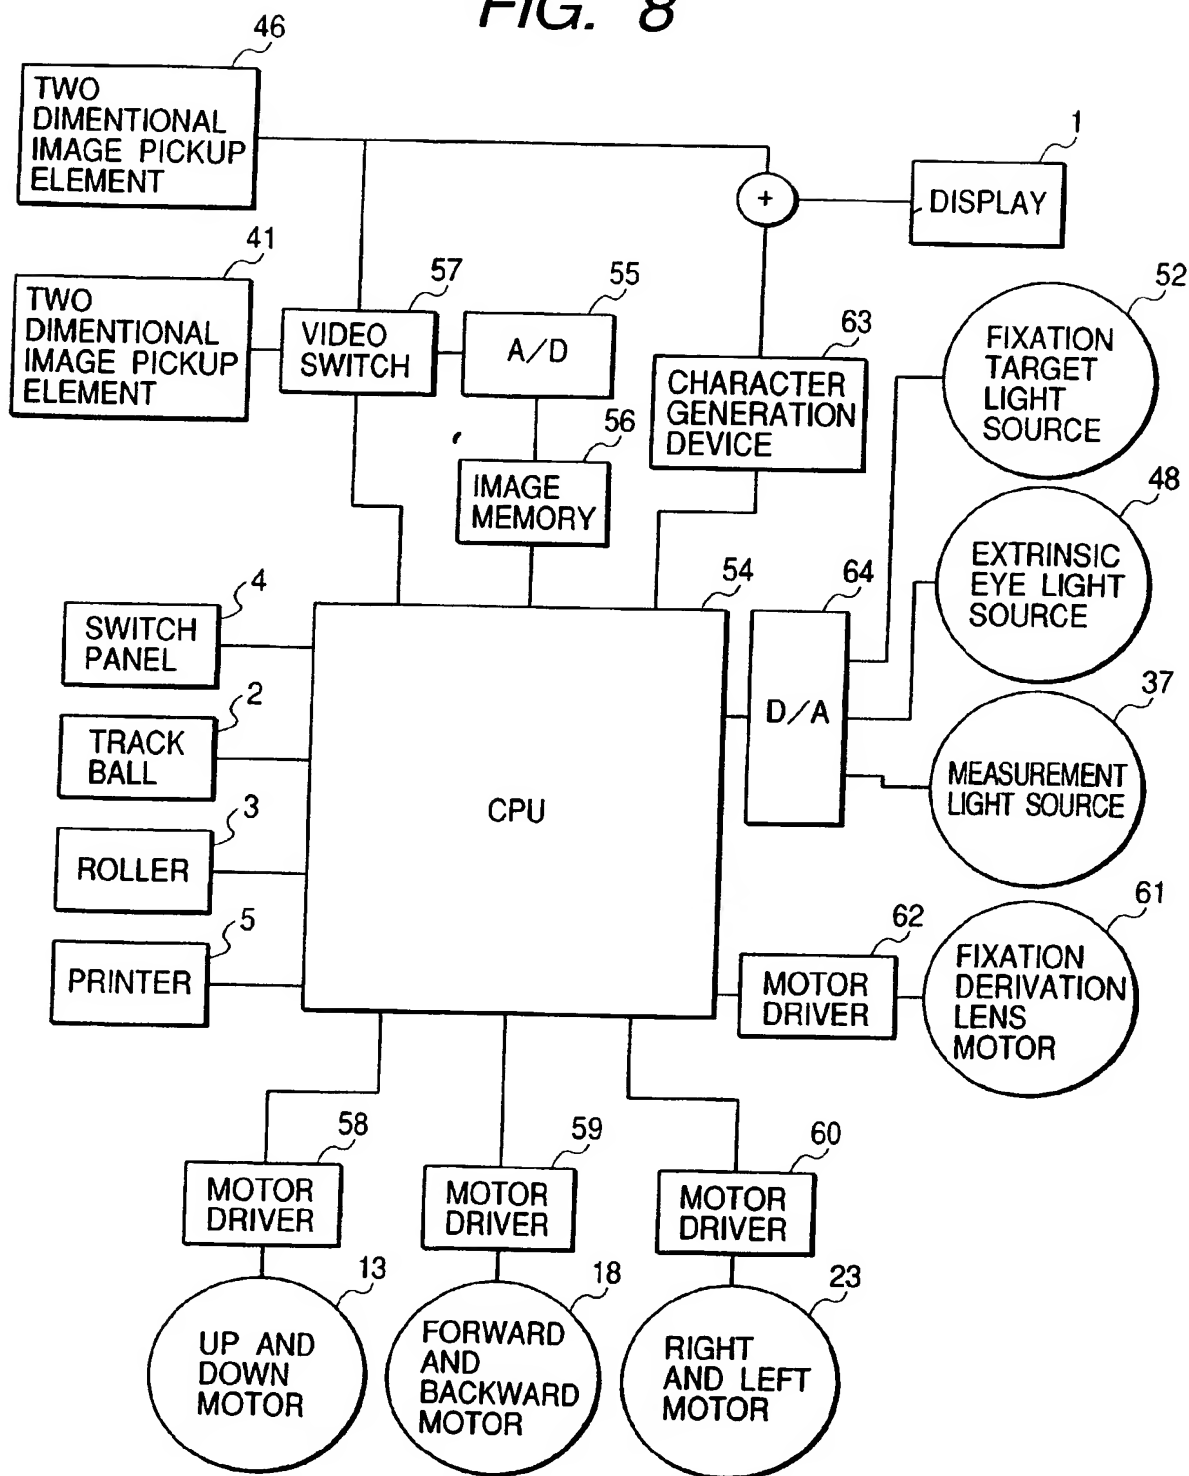 FIG. 8
46
TWO
DIMENTIONAL
IMAGE PICKUP
ELEMENT
1
+
DISPLAY
41
TWO
DIMENTIONAL
IMAGE PICKUP
ELEMENT
57
VIDEO
SWITCH
55
A/D
63
CHARACTER
GENERATION
DEVICE
52
FIXATION
TARGET
LIGHT
SOURCE
56
IMAGE
MEMORY
48
EXTRINSIC
EYE LIGHT
SOURCE
4
SWITCH
PANEL
54
CPU
64
D/A
2
TRACK
BALL
37
MEASUREMENT
LIGHT SOURCE
3
ROLLER
5
PRINTER
62
MOTOR
DRIVER
61
FIXATION
DERIVATION
LENS
MOTOR
58
MOTOR
DRIVER
59
MOTOR
DRIVER
60
MOTOR
DRIVER
13
UP AND
DOWN
MOTOR
18
FORWARD
AND
BACKWARD
MOTOR
23
RIGHT
AND LEFT
MOTOR